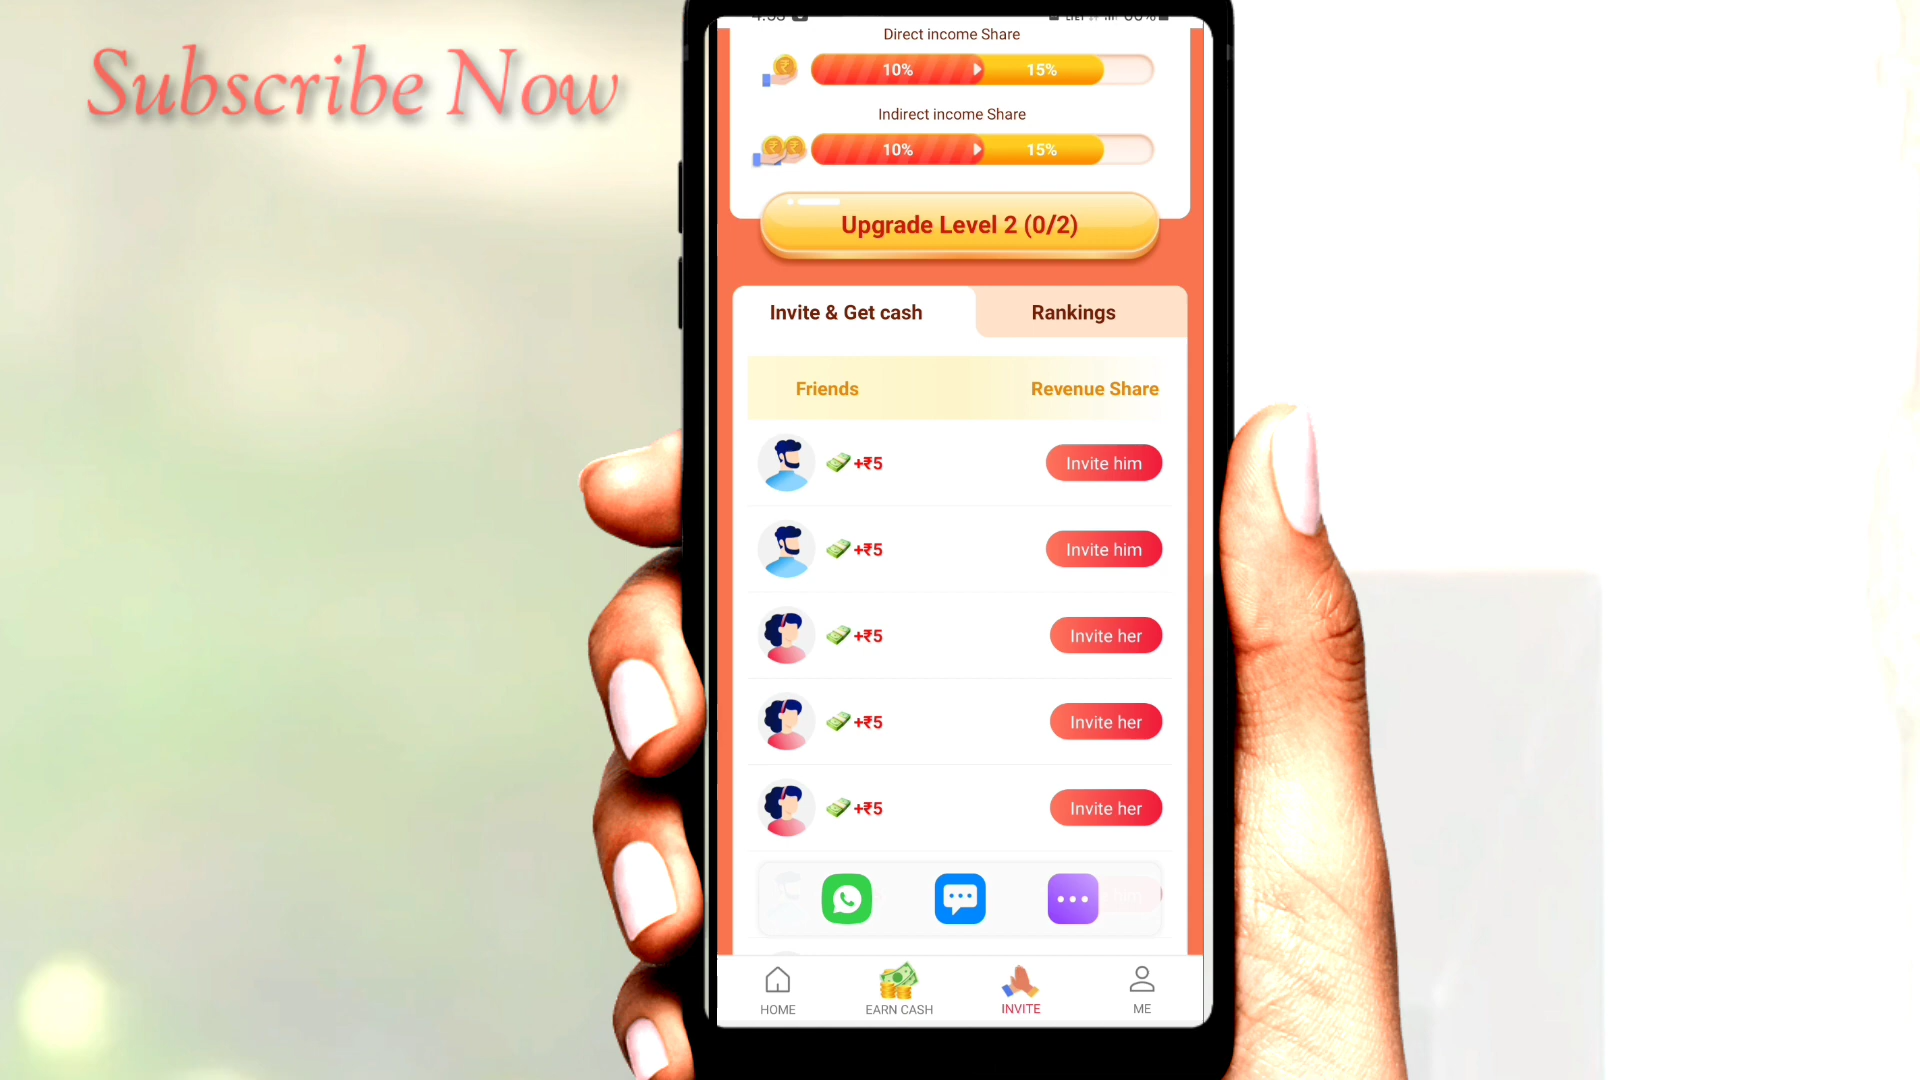 Subscribe Now
Direct income Share
10% 15%
Indirect income Share
10% 15%
Upgrade Level 2 (0/2)
Invite & Get cash Rankings
Friends Revenue Share
+₹5 Invite him
+₹5 Invite him
+₹5 Invite her
+₹5 Invite her
+₹5 Invite her
HOME EARN CASH INVITE ME